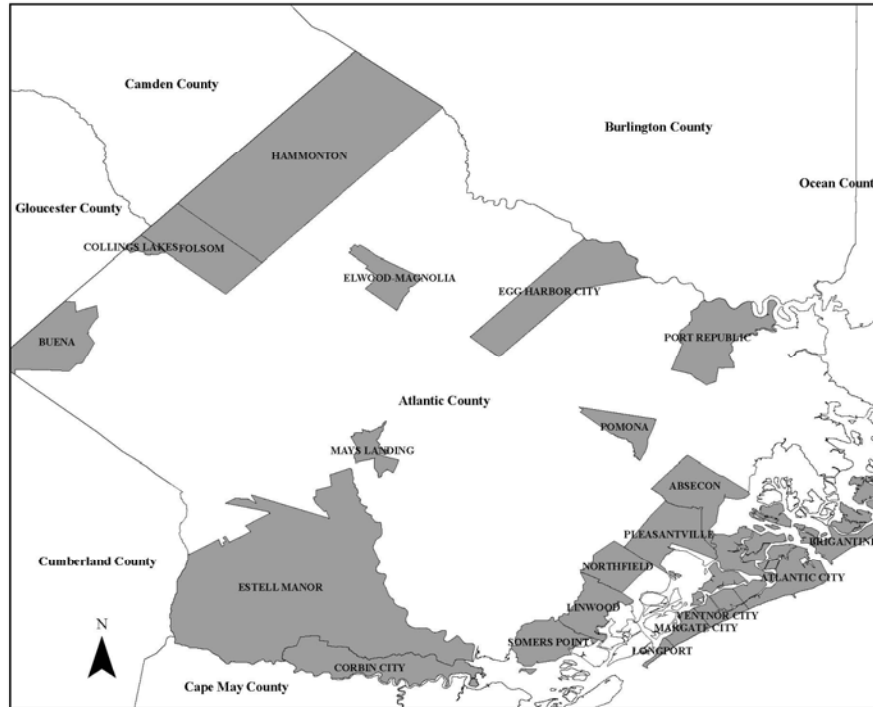 Camden County
Burlington County
HAMMONTON
Ocean Count
Gloucester County
COLLINGS LAKES
FOLSOM
ELWOOD-MAGNOLIA
EGG HARBOR CITY
BUENA
PORT REPUBLIC
Atlantic County
POMONA
MAYS LANDING
ABSECON
PLEASANTVILLE
BRIGANTINE
Cumberland County
NORTHFIELD
ATLANTIC CITY
ESTELL MANOR
LINWOOD
VENTNOR CITY
N
MARGATE CITY
SOMERS POINT
LONGPORT
CORBIN CITY
Cape May County